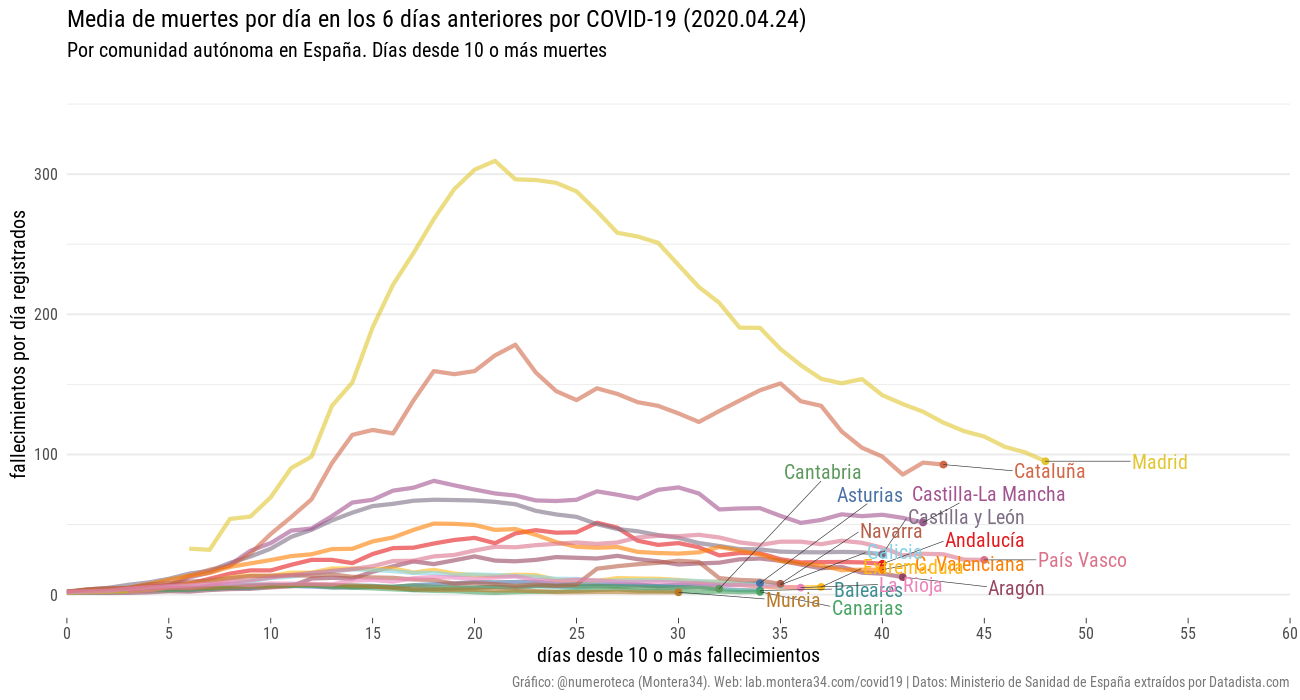 Media de muertes por día en los 6 días anteriores por COVID-19 (2020.04.24)
Por comunidad autónoma en España. Días desde 10 o más muertes
fallecimientos por día registrados
300
200
100
0
Madrid
Cataluña
Cantabria
Asturias
Castilla-La Mancha
Castilla y León
Navarra
Andalucía
Galicia
País Vasco
C. Valenciana
Extremadura
La Rioja
Aragón
Baleares
Murcia
Canarias
0 5 10 15 20 25 30 35 40 45 50 55 60
días desde 10 o más fallecimientos
Gráfico: @numeroteca (Montera34). Web: lab.montera34.com/covid19 | Datos: Ministerio de Sanidad de España extraídos por Datadista.com